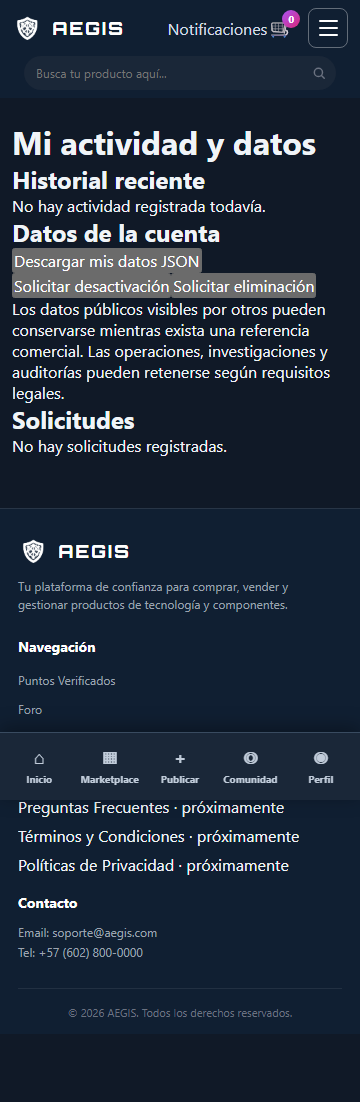 AEGIS
Notificaciones
0
Busca tu producto aquí...
Mi actividad y datos
Historial reciente
No hay actividad registrada todavía.
Datos de la cuenta
Descargar mis datos JSON
Solicitar desactivación Solicitar eliminación
Los datos públicos visibles por otros pueden
conservarse mientras exista una referencia
comercial. Las operaciones, investigaciones y
auditorías pueden retenerse según requisitos
legales.
Solicitudes
No hay solicitudes registradas.
AEGIS
Tu plataforma de confianza para comprar, vender y
gestionar productos de tecnología y componentes.
Navegación
Puntos Verificados
Foro
Inicio Marketplace Publicar Comunidad Perfil
Preguntas Frecuentes · próximamente
Términos y Condiciones · próximamente
Políticas de Privacidad · próximamente
Contacto
Email: soporte@aegis.com
Tel: +57 (602) 800-0000
© 2026 AEGIS. Todos los derechos reservados.